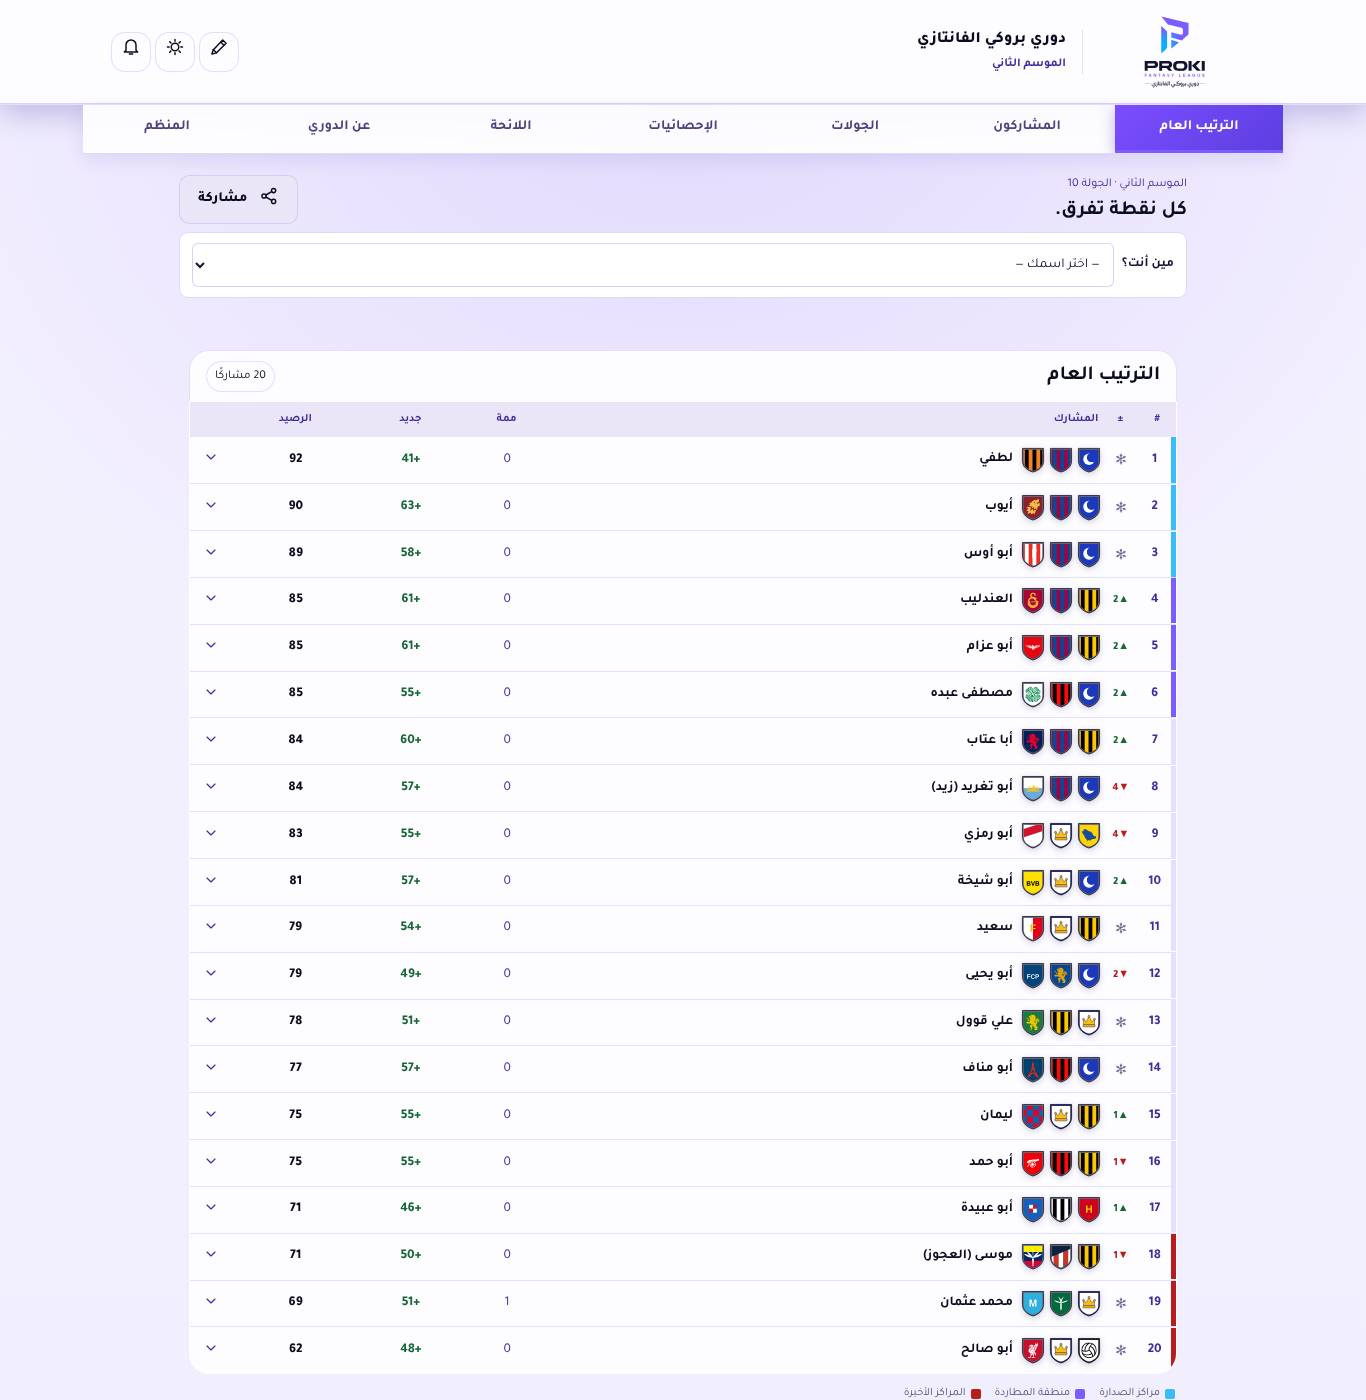 PROKI
FANTASY LEAGUE
دوري بروكي الفانتازي
دوري بروكي الفانتازي
الموسم الثاني
الترتيب العام
المشاركون
الجولات
الإحصائيات
اللائحة
عن الدوري
المنظم
الموسم الثاني · الجولة 10
كل نقطة تفرق.
مشاركة
مين أنت؟
– اختر اسمك –
الترتيب العام
20 مشاركًا
# ± المشارك ممة جديد الرصيد
1 لطفي 0 +41 92
2 أيوب 0 +63 90
3 أبو أوس 0 +58 89
4 ▲2 العندليب 0 +61 85
5 ▲2 أبو عزام 0 +61 85
6 ▲2 مصطفى عبده 0 +55 85
7 ▲2 أبا عتاب 0 +60 84
8 ▼4 أبو تغريد (زيد) 0 +57 84
9 ▼4 أبو رمزي 0 +55 83
10 ▲2 BVB أبو شيخة 0 +57 81
11 سعيد 0 +54 79
12 ▼2 FCP أبو يحيى 0 +49 79
13 علي قوول 0 +51 78
14 أبو مناف 0 +57 77
15 ▲1 ليمان 0 +55 75
16 ▼1 أبو حمد 0 +55 75
17 ▲1 H أبو عبيدة 0 +46 71
18 ▼1 موسى (العجوز) 0 +50 71
19 M محمد عثمان 1 +51 69
20 أبو صالح 0 +48 62
مراكز الصدارة
منطقة المطاردة
المراكز الأخيرة